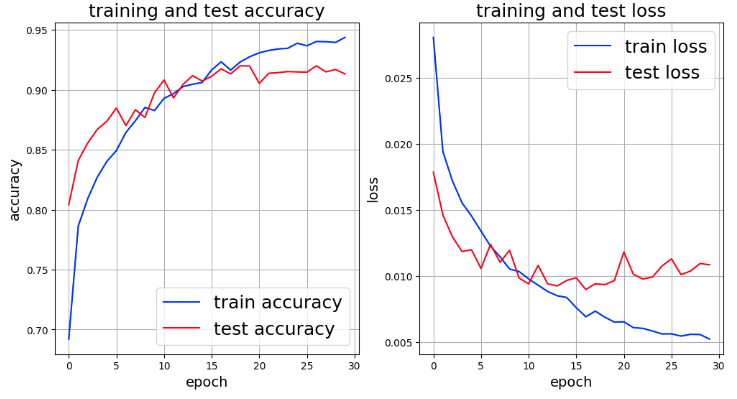 training and test accuracy
0.95
0.90
0.85
0.80
0.75
0.70
accuracy
0
5
10
15
20
25
30
epoch
train accuracy
test accuracy
training and test loss
0.025
0.020
0.015
0.010
0.005
loss
0
5
10
15
20
25
30
epoch
train loss
test loss